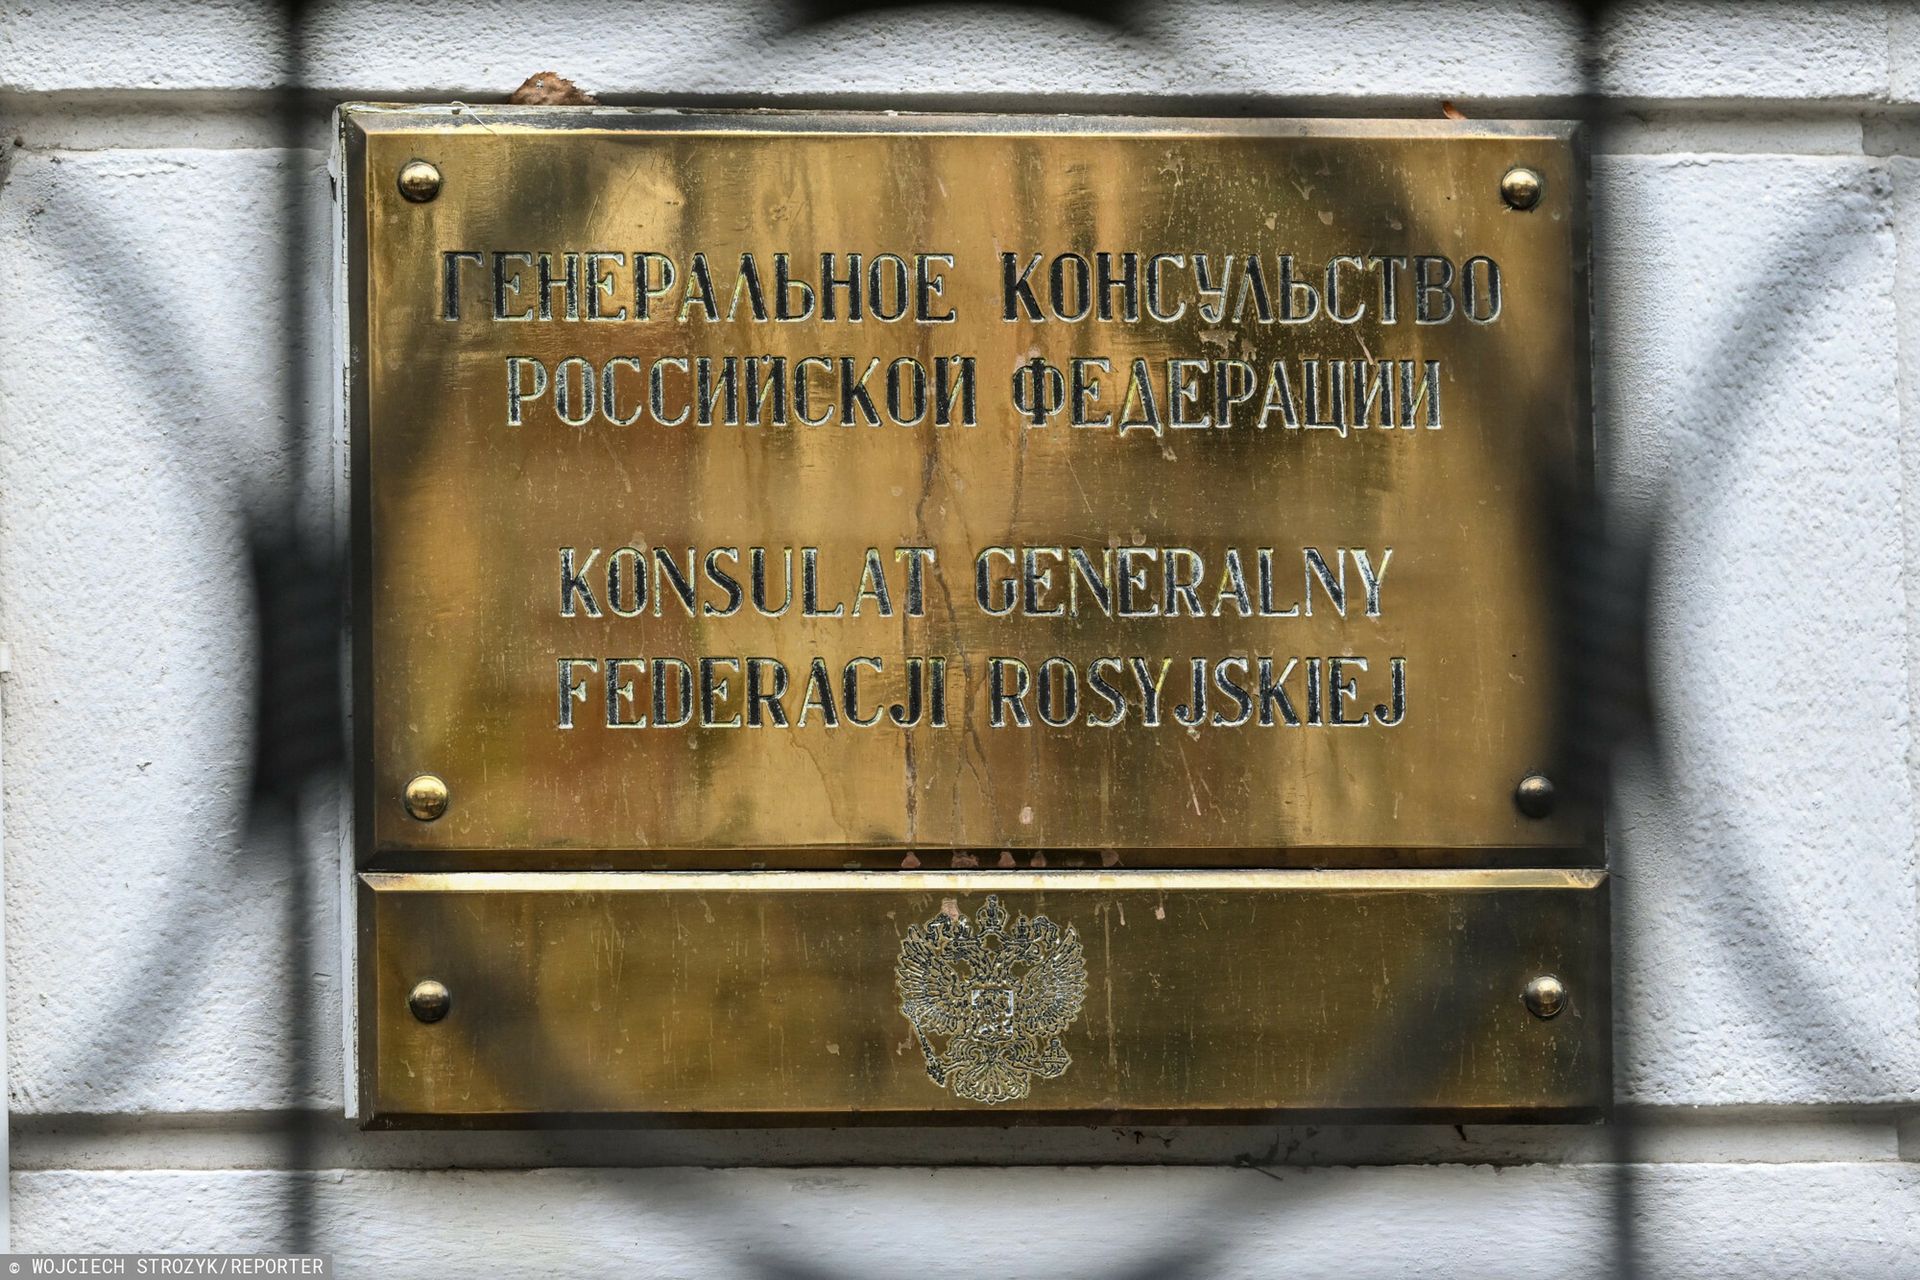 ГЕНЕРАЛЬНОЕ КОНСУЛЬСТВО
РОССИЙСКОЙ ФЕДЕРАЦИИ
KONSULAT GENERALNY
FEDERACJI ROSYJSKIEJ
© WOJCIECH STROZYK/REPORTER